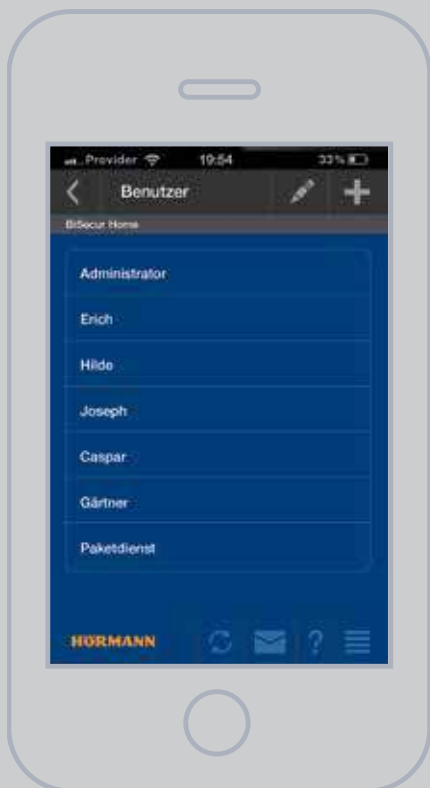 Provider 19:54 33%
Benutzer
BiSecur Home
Administrator
Erich
Hilde
Joseph
Caspar
Gärtner
Paketdienst
HÖRMANN
?